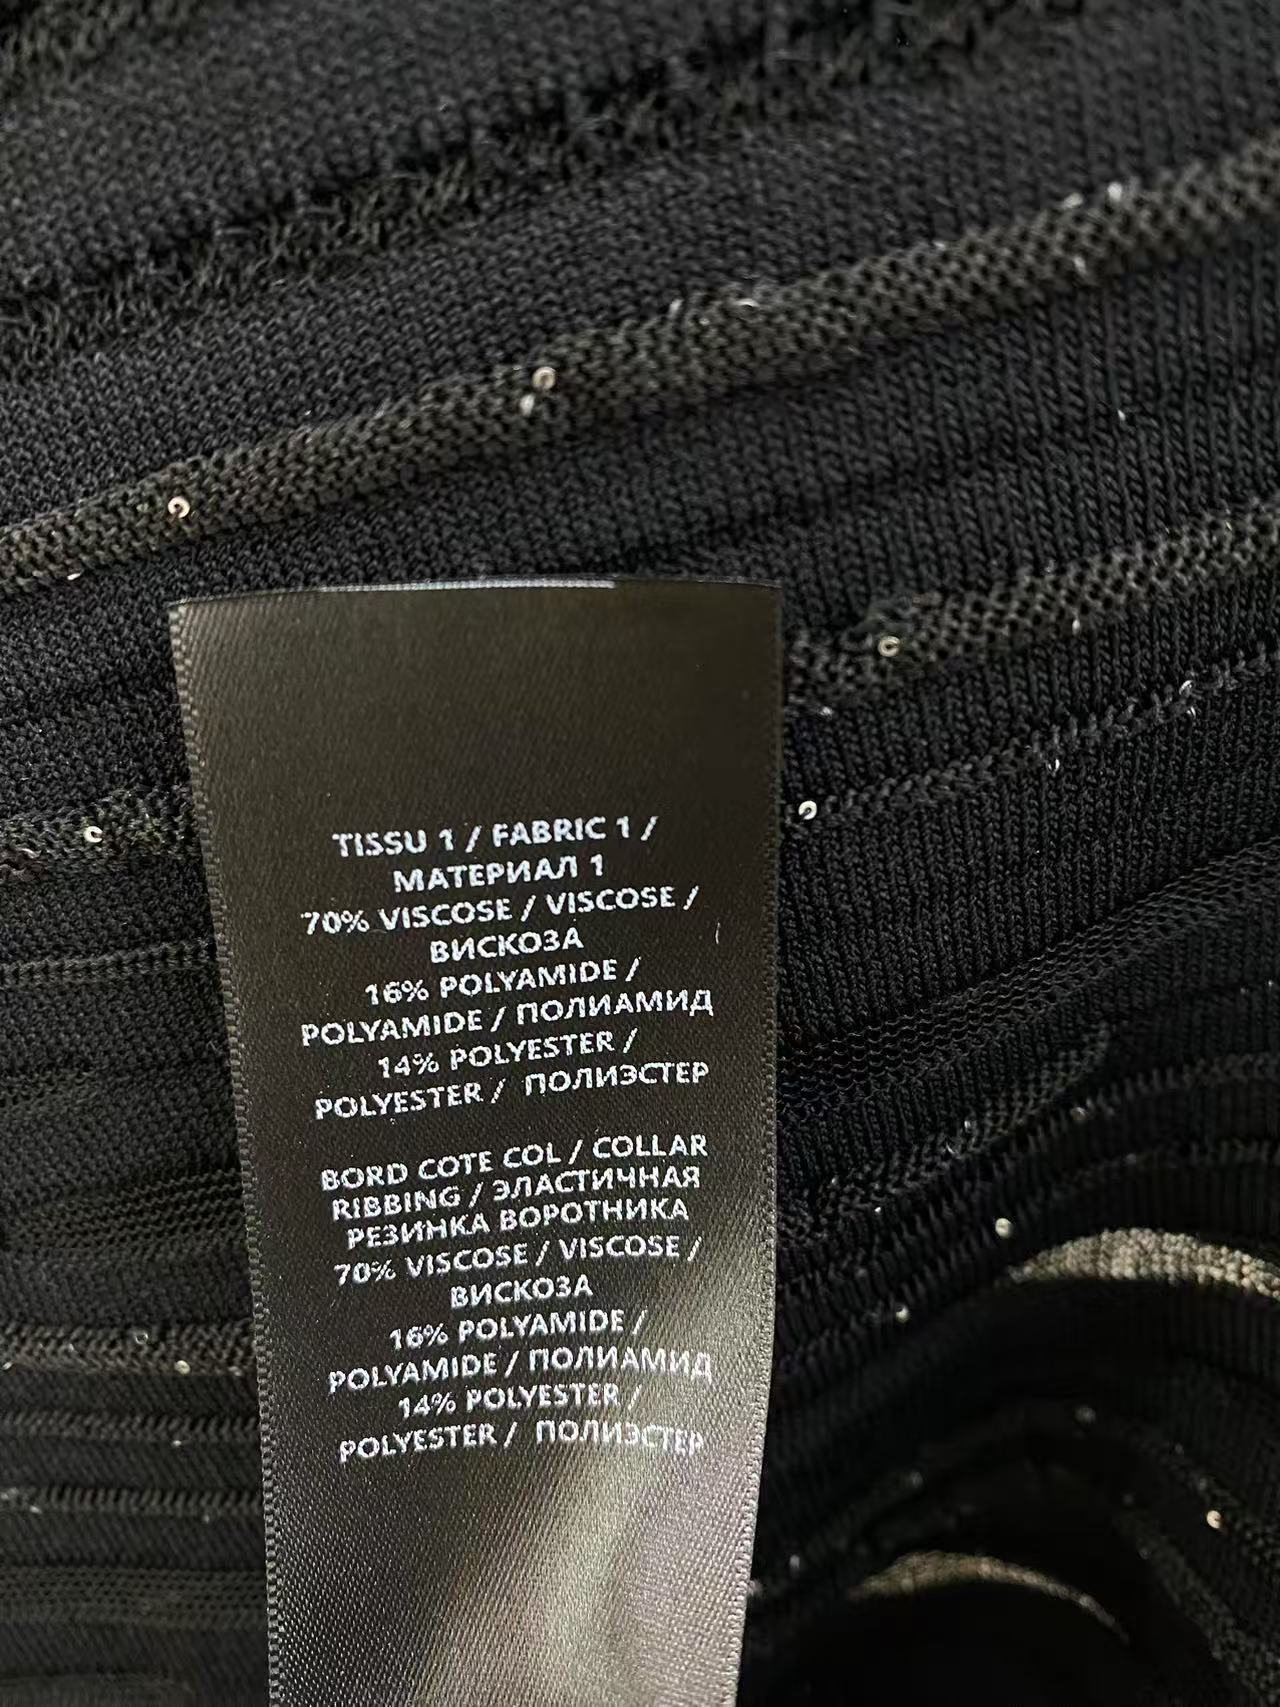 TISSU 1 / FABRIC 1 /
МАТЕРИАЛ 1
70% VISCOSE / VISCOSE /
ВИСКОЗА
16% POLYAMIDE /
POLYAMIDE / ПОЛИАМИД
14% POLYESTER /
POLYESTER / ПОЛИЭСТЕР
BORD COTE COL / COLLAR
RIBBING / ЭЛАСТИЧНАЯ
РЕЗИНКА ВОРОТНИКА
70% VISCOSE / VISCOSE /
ВИСКОЗА
16% POLYAMIDE /
POLYAMIDE / ПОЛИАМИД
14% POLYESTER /
POLYESTER / ПОЛИЭСТЕР